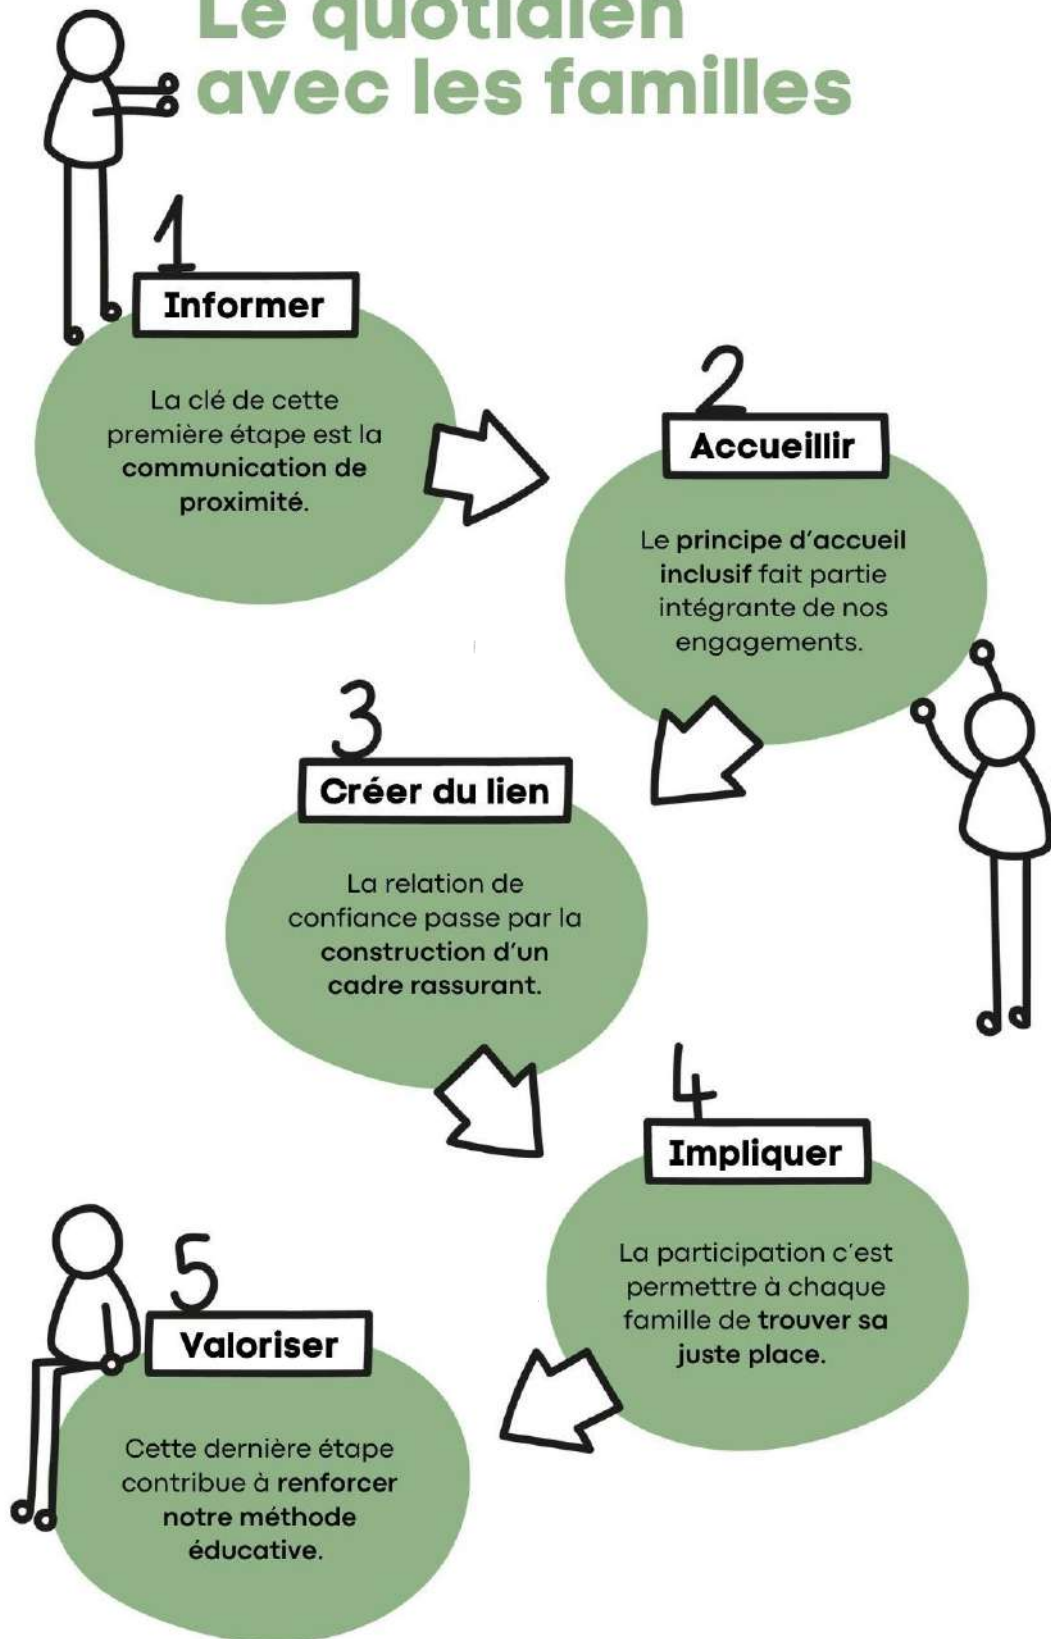 Le quotidien
avec les familles
1
Informer
La clé de cette
première étape est la
communication de
proximité.
2
Accueillir
Le principe d'accueil
inclusif fait partie
intégrante de nos
engagements.
3
Créer du lien
La relation de
confiance passe par la
construction d'un
cadre rassurant.
4
Impliquer
La participation c'est
permettre à chaque
famille de trouver sa
juste place.
5
Valoriser
Cette dernière étape
contribue à renforcer
notre méthode
éducative.